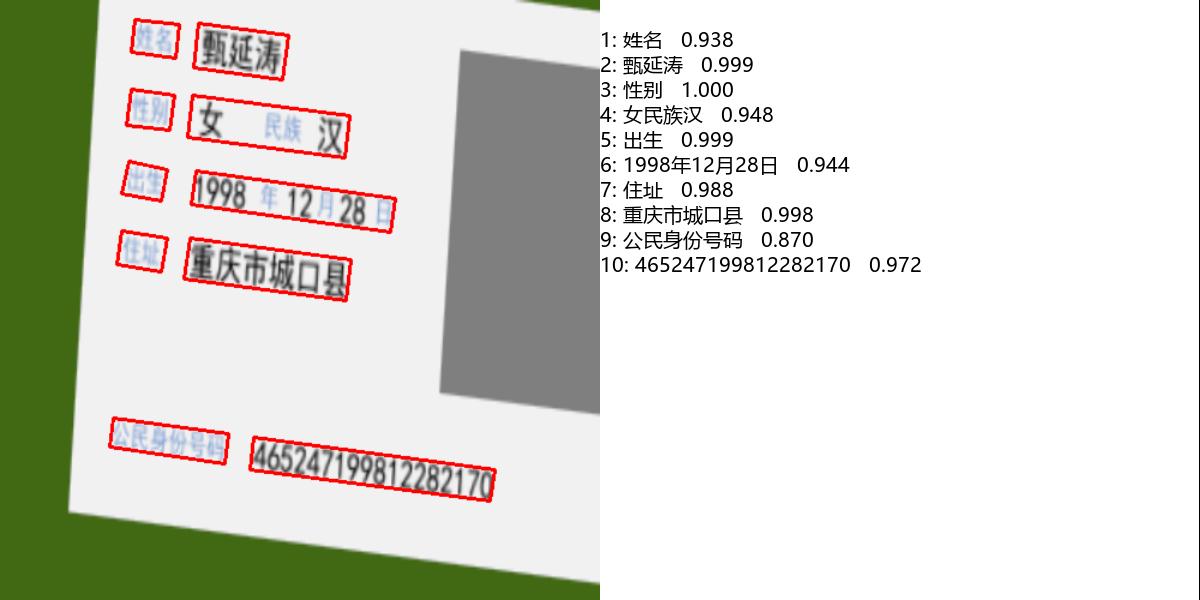 姓名 甄延涛
性别 女 民族 汉
出生 1998 年 12 月 28 日
住址 重庆市城口县
公民身份号码 465247199812282170
1: 姓名 0.938
2: 甄延涛 0.999
3: 性别 1.000
4: 女民族汉 0.948
5: 出生 0.999
6: 1998年12月28日 0.944
7: 住址 0.988
8: 重庆市城口县 0.998
9: 公民身份号码 0.870
10: 465247199812282170 0.972